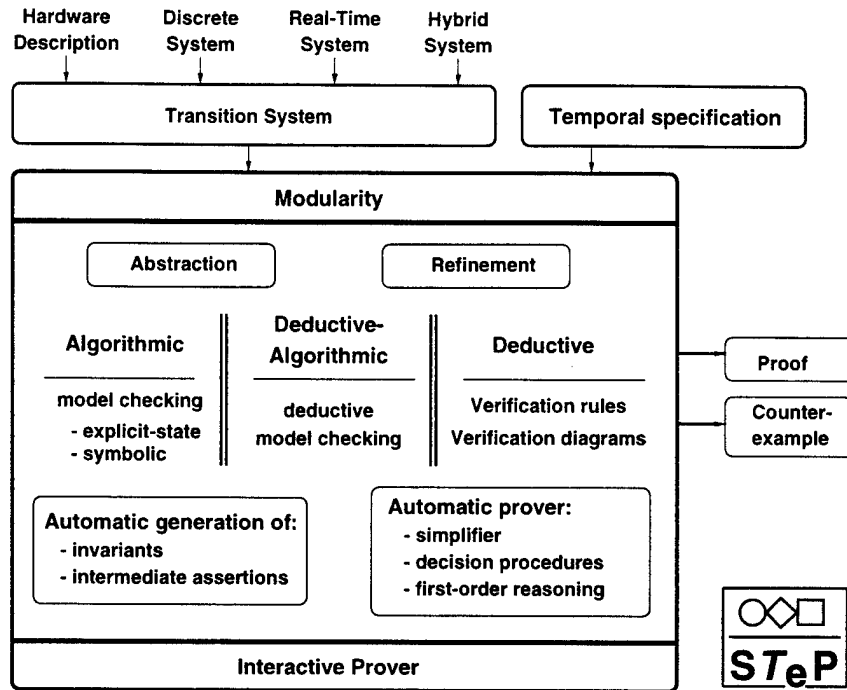 Hardware
Description
Discrete
System
Real-Time
System
Hybrid
System
Transition System
Temporal specification
Modularity
Abstraction
Refinement
Algorithmic
model checking
- explicit-state
- symbolic
Deductive-
Algorithmic
deductive
model checking
Deductive
Verification rules
Verification diagrams
Proof
Counter-
example
Automatic generation of:
- invariants
- intermediate assertions
Automatic prover:
- simplifier
- decision procedures
- first-order reasoning
Interactive Prover
STeP